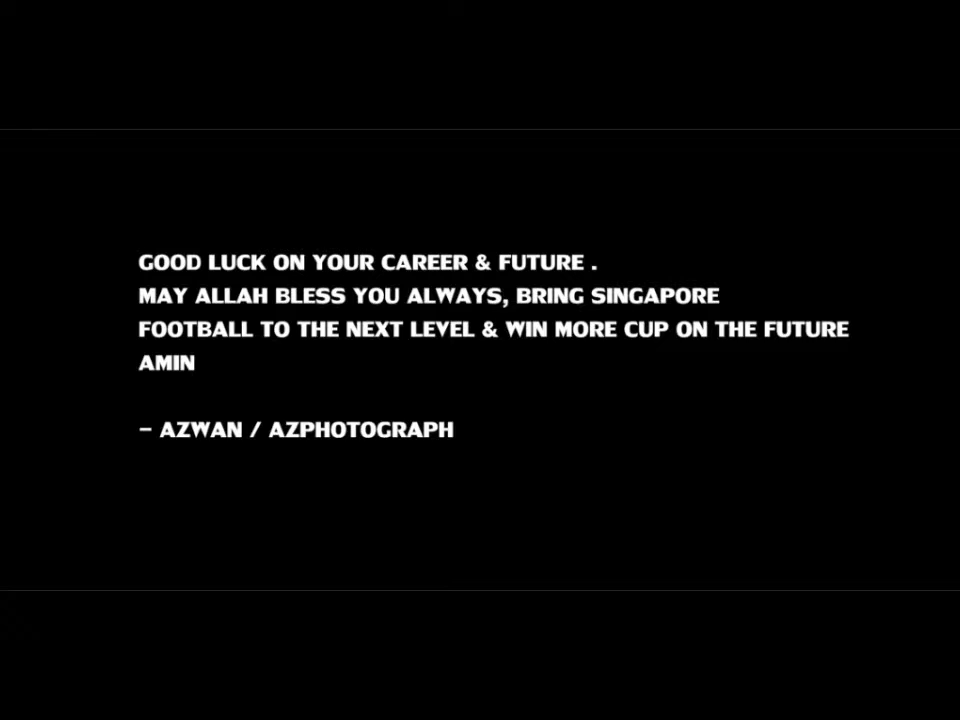 GOOD LUCK ON YOUR CAREER & FUTURE .
MAY ALLAH BLESS YOU ALWAYS, BRING SINGAPORE
FOOTBALL TO THE NEXT LEVEL & WIN MORE CUP ON THE FUTURE
AMIN
– AZWAN / AZPHOTOGRAPH